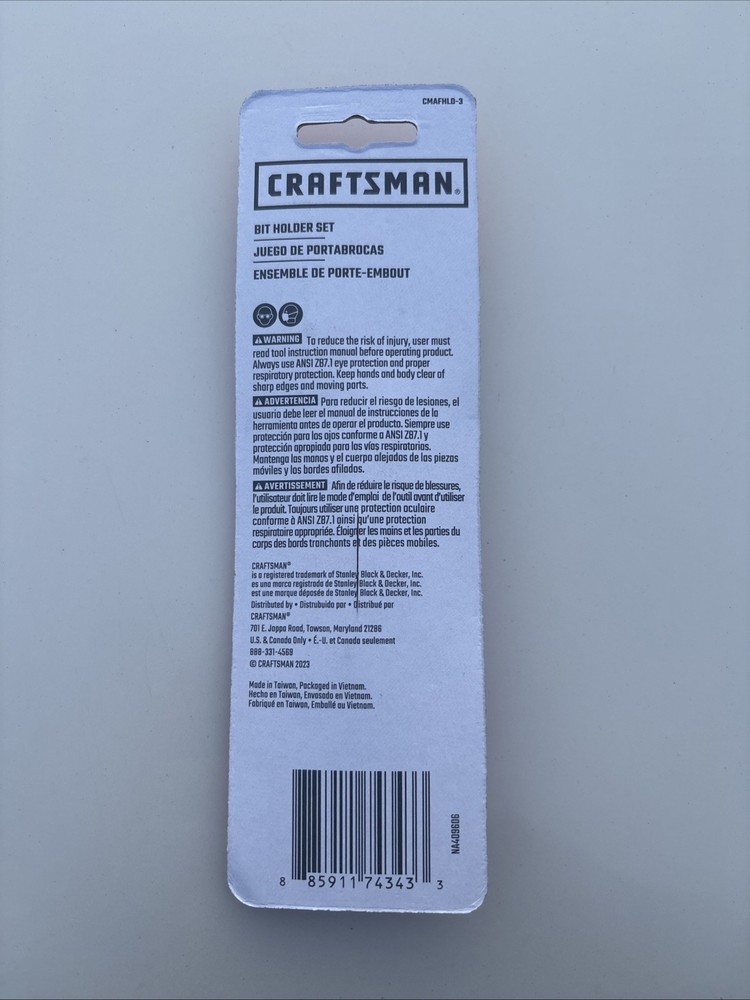 CMAFHLD-3
CRAFTSMAN®
BIT HOLDER SET
JUEGO DE PORTABROCAS
ENSEMBLE DE PORTE-EMBOUT
WARNING To reduce the risk of injury, user must
read tool instruction manual before operating product.
Always use ANSI Z87.1 eye protection and proper
respiratory protection. Keep hands and body clear of
sharp edges and moving parts.
ADVERTENCIA Para reducir el riesgo de lesiones, el
usuario debe leer el manual de instrucciones de la
herramienta antes de operar el producto. Siempre use
protección para los ojos conforme a ANSI Z87.1 y
protección apropiada para las vías respiratorias.
Mantenga las manos y el cuerpo alejados de las piezas
móviles y los bordes afilados.
AVERTISSEMENT Afin de réduire le risque de blessures,
l'utilisateur doit lire le mode d'emploi de l'outil avant d'utiliser
le produit. Toujours utiliser une protection oculaire
conforme à ANSI Z87.1 ainsi qu'une protection
respiratoire appropriée. Éloigner les mains et les parties du
corps des bords tranchants et des pièces mobiles.
CRAFTSMAN®
is a registered trademark of Stanley Black & Decker, Inc.
es una marca registrada de Stanley Black & Decker, Inc.
est une marque déposée de Stanley Black & Decker, Inc.
Distributed by • Distrubuido par • Distribué par
CRAFTSMAN®
701 E. Joppa Road, Towson, Maryland 21286
U.S. & Canada Only • É.-U. et Canada seulement
888-331-4569
© CRAFTSMAN 2023
Made in Taiwan, Packaged in Vietnam.
Hecho en Taiwan, Envasado en Vietnam.
Fabriqué en Taiwan, Emballé au Vietnam.
NA409606
8 85911 74343 3